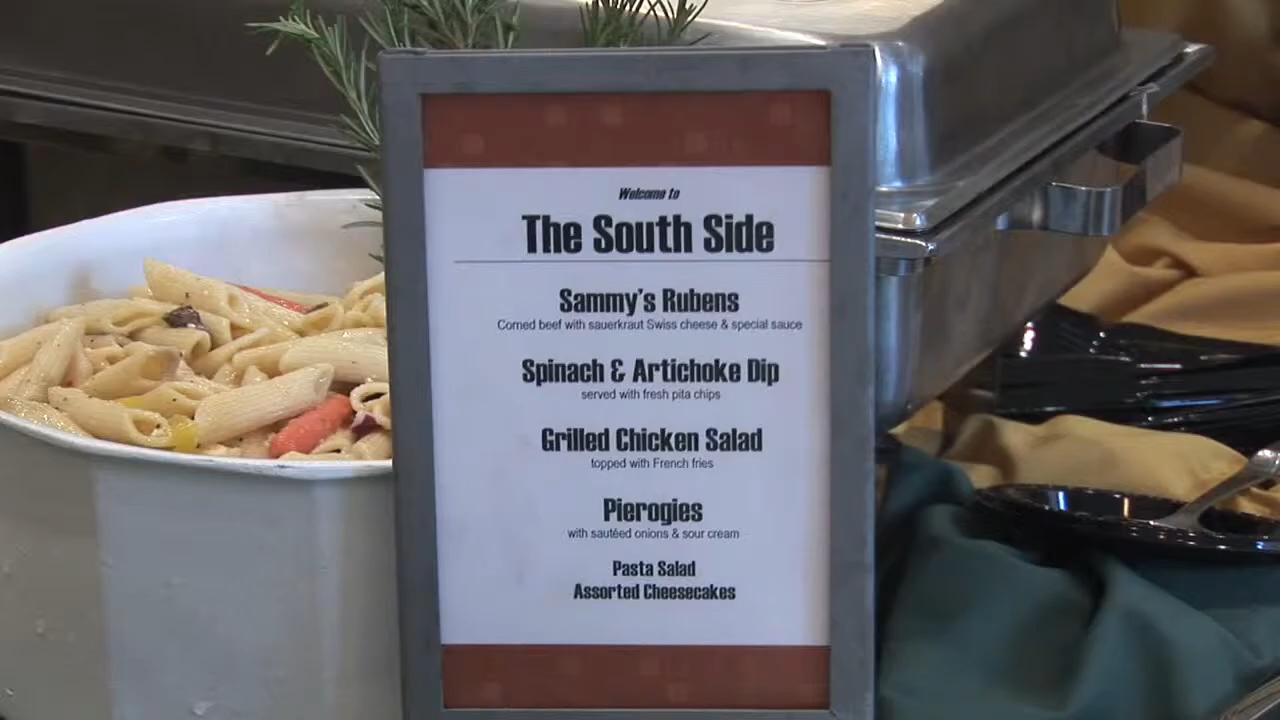 Welcome to
The South Side
Sammy's Rubens
Corned beef with sauerkraut Swiss cheese & special sauce
Spinach & Artichoke Dip
served with fresh pita chips
Grilled Chicken Salad
topped with French fries
Pierogies
with sautéed onions & sour cream
Pasta Salad
Assorted Cheesecakes